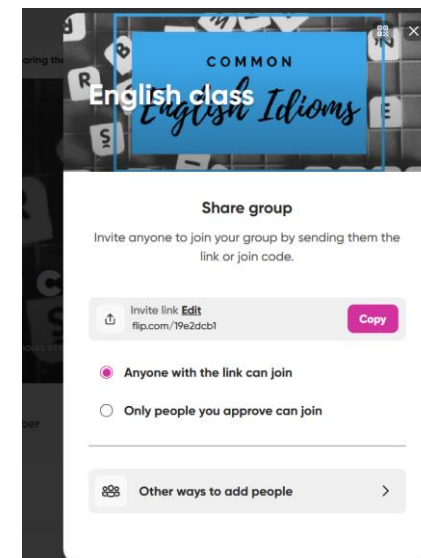 COMMON
English Idioms
English class
Share group
Invite anyone to join your group by sending them the
link or join code.
Invite link Edit
flip.com/19e2dcb1
Copy
Anyone with the link can join
Only people you approve can join
Other ways to add people